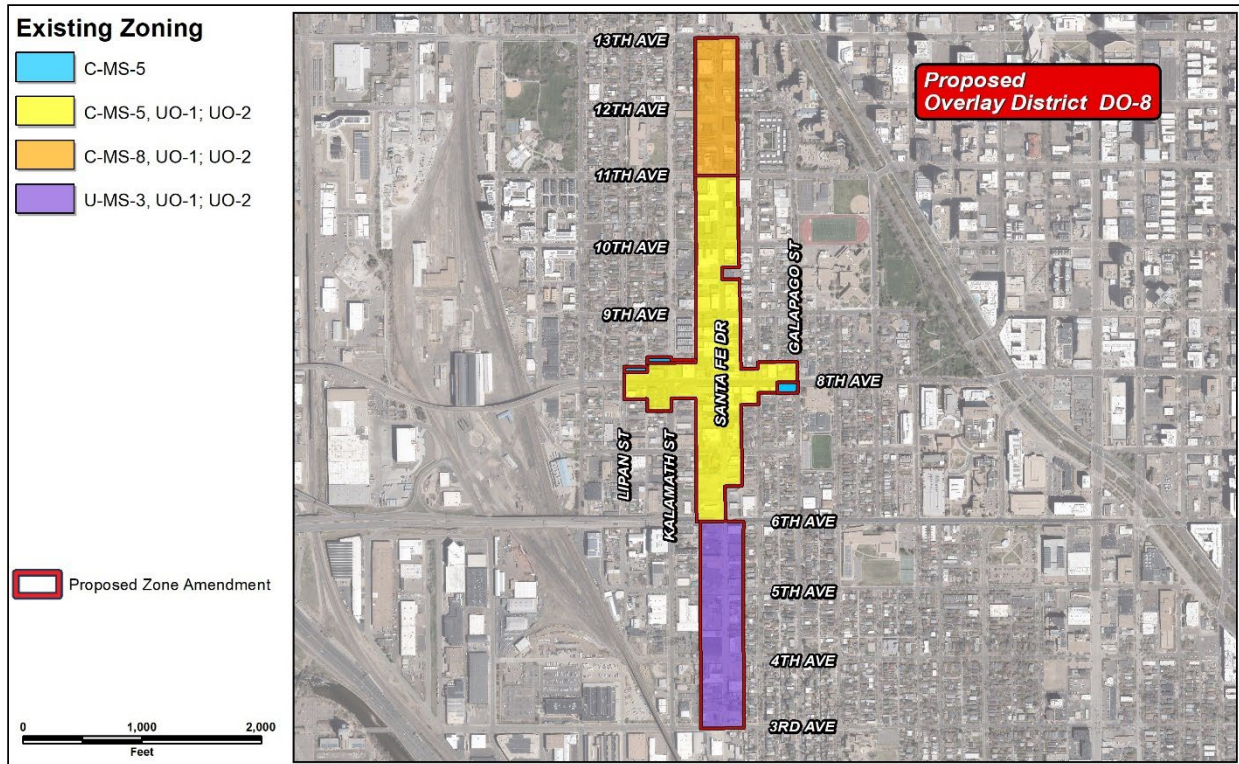 Existing Zoning
C-MS-5
C-MS-5, UO-1; UO-2
C-MS-8, UO-1; UO-2
U-MS-3, UO-1; UO-2
Proposed Zone Amendment
0 1,000 2,000
Feet
Proposed
Overlay District DO-8
13TH AVE
12TH AVE
11TH AVE
10TH AVE
9TH AVE
GALAPAGO ST
SANTA FE DR
8TH AVE
LIPAN ST
KALAMATH ST
6TH AVE
5TH AVE
4TH AVE
3RD AVE